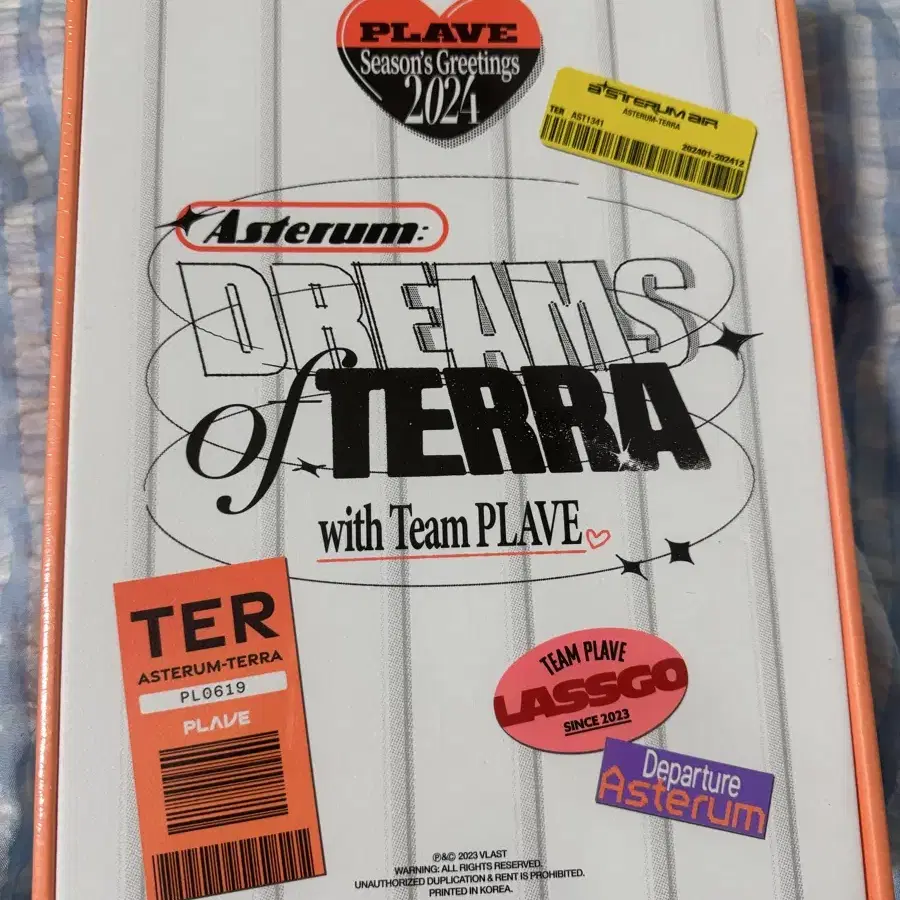 PLAVE
Season's Greetings
2024
asterum air
TER AST1341
ASTERUM-TERRA
202401-202412
Asterum:
DREAMS
of TERRA
with Team PLAVE
TER
ASTERUM-TERRA
PL0619
PLAVE
TEAM PLAVE
LASSGO
SINCE 2023
Departure
Asterum
℗&© 2023 VLAST
WARNING: ALL RIGHTS RESERVED.
UNAUTHORIZED DUPLICATION & RENT IS PROHIBITED.
PRINTED IN KOREA.